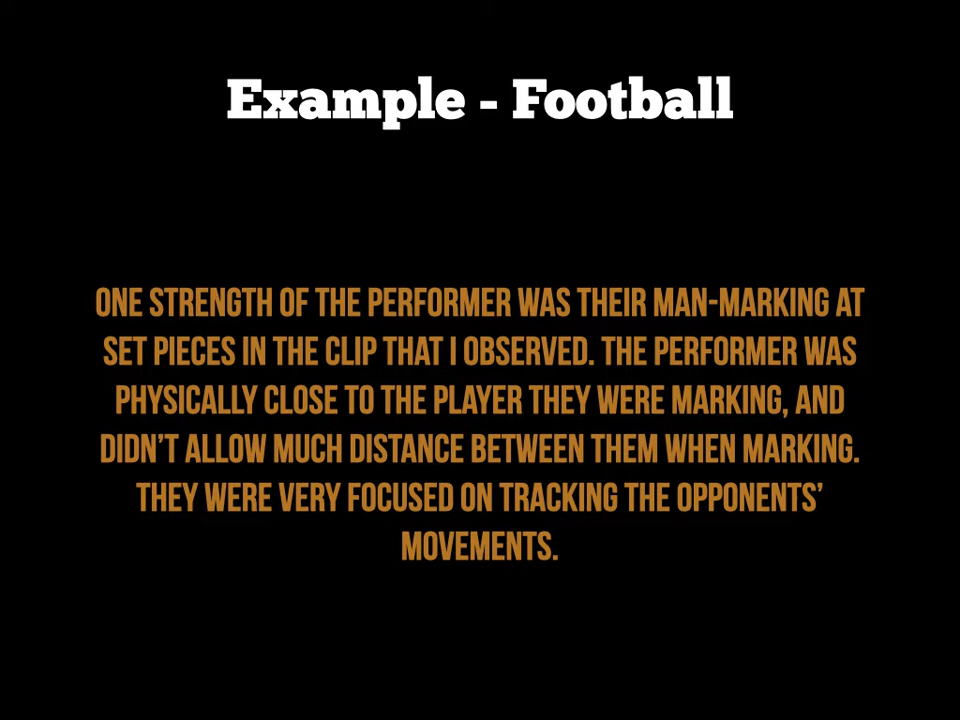 Example - Football
ONE STRENGTH OF THE PERFORMER WAS THEIR MAN-MARKING AT
SET PIECES IN THE CLIP THAT I OBSERVED. THE PERFORMER WAS
PHYSICALLY CLOSE TO THE PLAYER THEY WERE MARKING, AND
DIDN’T ALLOW MUCH DISTANCE BETWEEN THEM WHEN MARKING.
THEY WERE VERY FOCUSED ON TRACKING THE OPPONENTS’
MOVEMENTS.